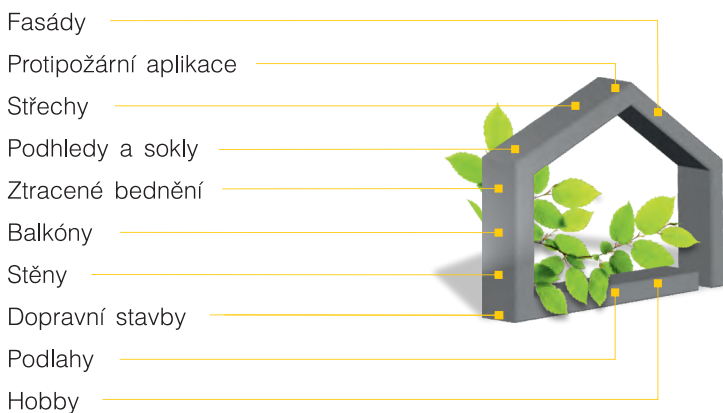 Fasády
Protipožární aplikace
Střechy
Podhledy a sokly
Ztracené bednění
Balkóny
Stěny
Dopravní stavby
Podlahy
Hobby